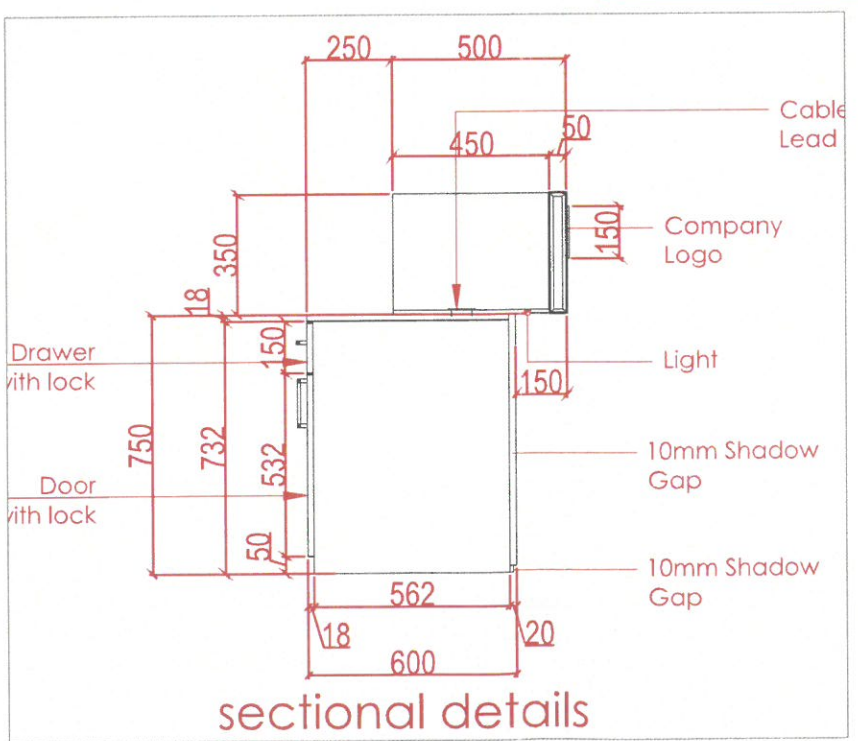 250
500
Cable
Lead
50
450
350
150
Company
Logo
18
Drawer
with lock
150
Light
150
750
732
532
10mm Shadow
Gap
Door
with lock
50
10mm Shadow
Gap
562
18
20
600
sectional details